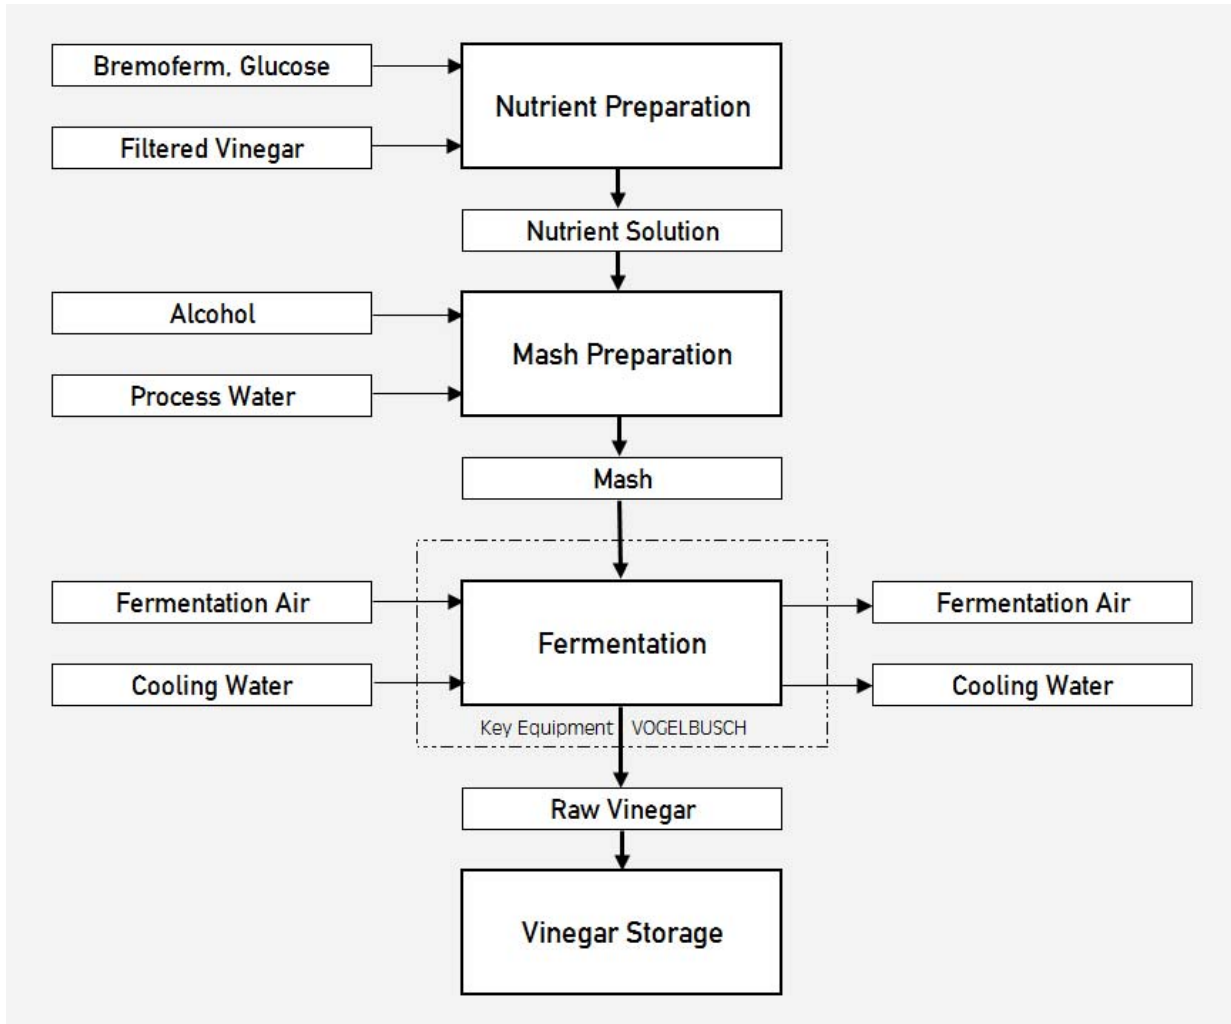 Bremoferm, Glucose
Nutrient Preparation
Filtered Vinegar
Nutrient Solution
Alcohol
Mash Preparation
Process Water
Mash
Fermentation Air
Fermentation
Fermentation Air
Cooling Water
Cooling Water
Key Equipment VOGELBUSCH
Raw Vinegar
Vinegar Storage